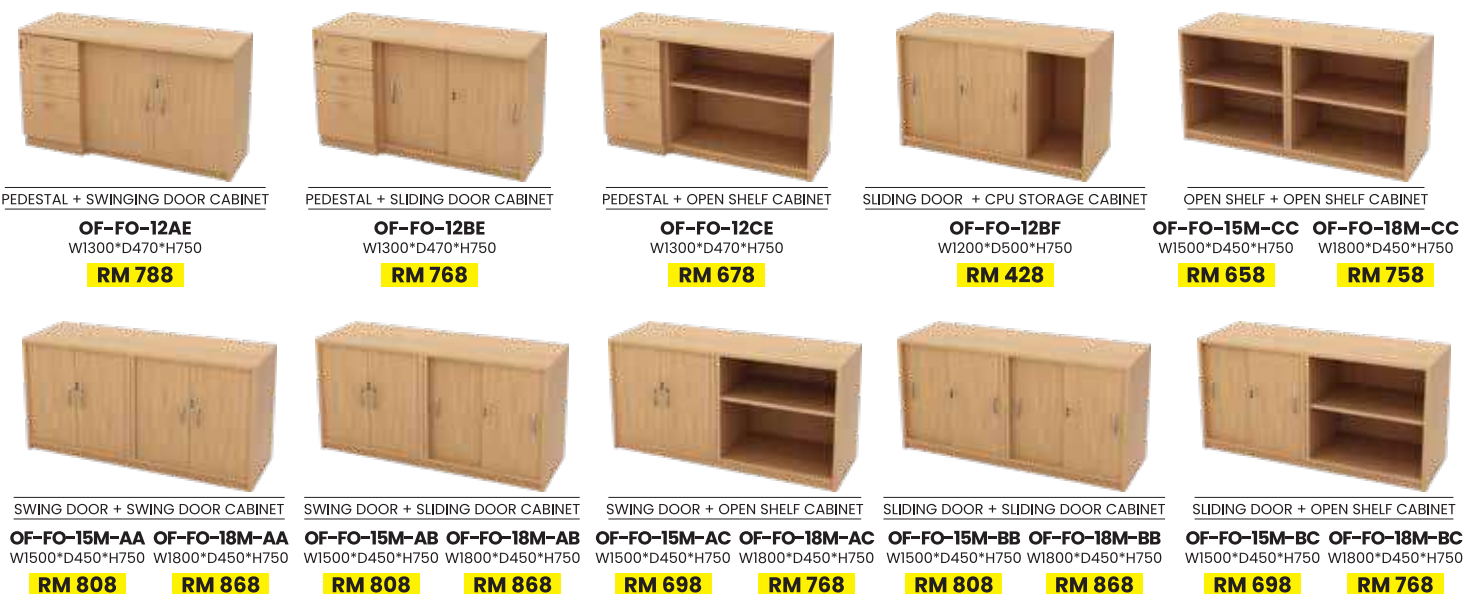 PEDESTAL + SWINGING DOOR CABINET
OF-FO-12AE
W1300*D470*H750
RM 788
PEDESTAL + SLIDING DOOR CABINET
OF-FO-12BE
W1300*D470*H750
RM 768
PEDESTAL + OPEN SHELF CABINET
OF-FO-12CE
W1300*D470*H750
RM 678
SLIDING DOOR + CPU STORAGE CABINET
OF-FO-12BF
W1200*D500*H750
RM 428
OPEN SHELF + OPEN SHELF CABINET
OF-FO-15M-CC OF-FO-18M-CC
W1500*D450*H750 W1800*D450*H750
RM 658 RM 758
SWING DOOR + SWING DOOR CABINET
OF-FO-15M-AA OF-FO-18M-AA
W1500*D450*H750 W1800*D450*H750
RM 808 RM 868
SWING DOOR + SLIDING DOOR CABINET
OF-FO-15M-AB OF-FO-18M-AB
W1500*D450*H750 W1800*D450*H750
RM 808 RM 868
SWING DOOR + OPEN SHELF CABINET
OF-FO-15M-AC OF-FO-18M-AC
W1500*D450*H750 W1800*D450*H750
RM 698 RM 768
SLIDING DOOR + SLIDING DOOR CABINET
OF-FO-15M-BB OF-FO-18M-BB
W1500*D450*H750 W1800*D450*H750
RM 808 RM 868
SLIDING DOOR + OPEN SHELF CABINET
OF-FO-15M-BC OF-FO-18M-BC
W1500*D450*H750 W1800*D450*H750
RM 698 RM 768